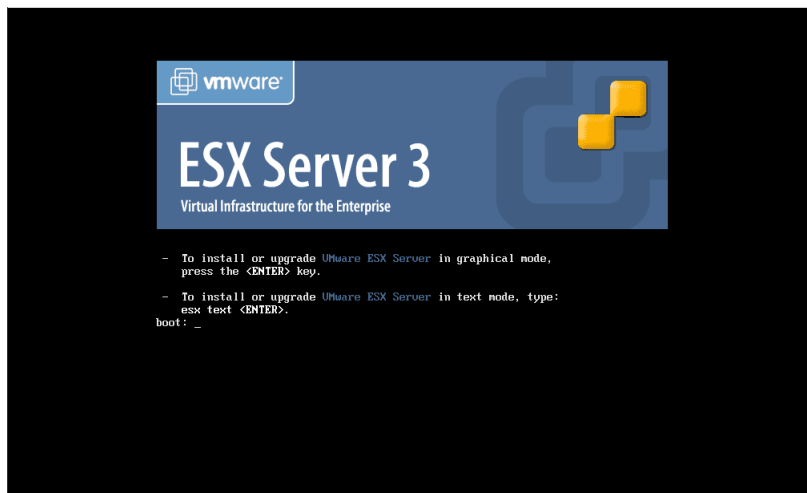 vmware
ESX Server 3
Virtual Infrastructure for the Enterprise
- To install or upgrade VMware ESX Server in graphical mode,
press the <ENTER> key.
- To install or upgrade VMware ESX Server in text mode, type:
esx text <ENTER>.
boot: _